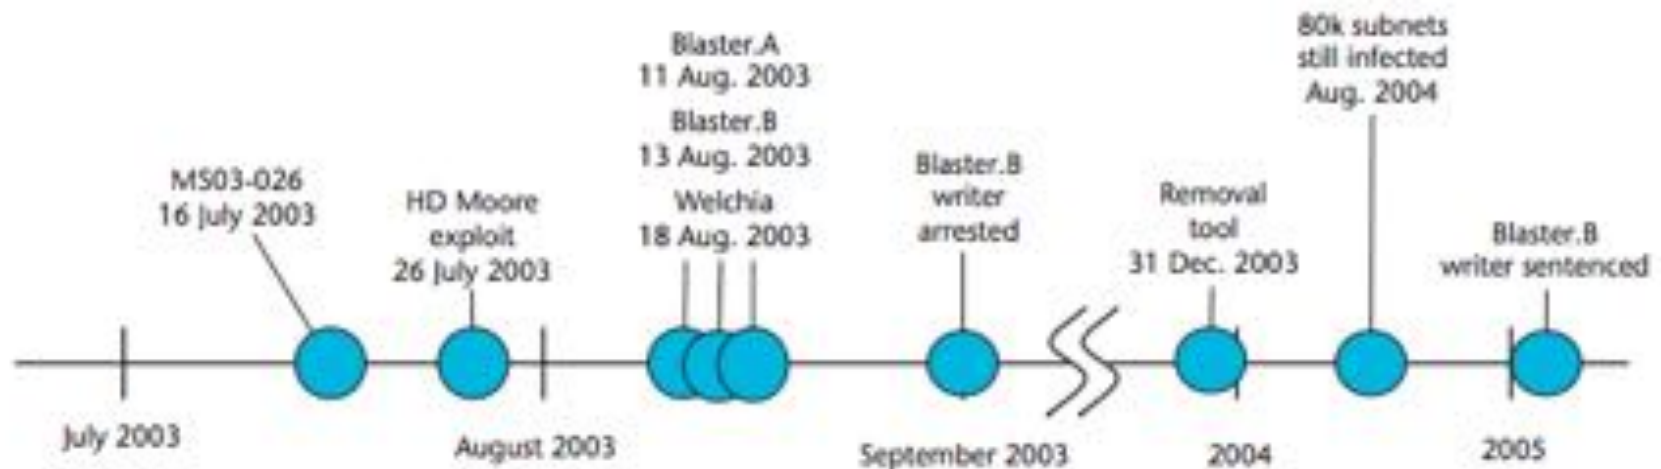 MS03-026
16 July 2003
HD Moore
exploit
26 July 2003
Blaster.A
11 Aug. 2003
Blaster.B
13 Aug. 2003
Welchia
18 Aug. 2003
Blaster.B
writer
arrested
Removal
tool
31 Dec. 2003
80k subnets
still infected
Aug. 2004
Blaster.B
writer sentenced
July 2003
August 2003
September 2003
2004
2005